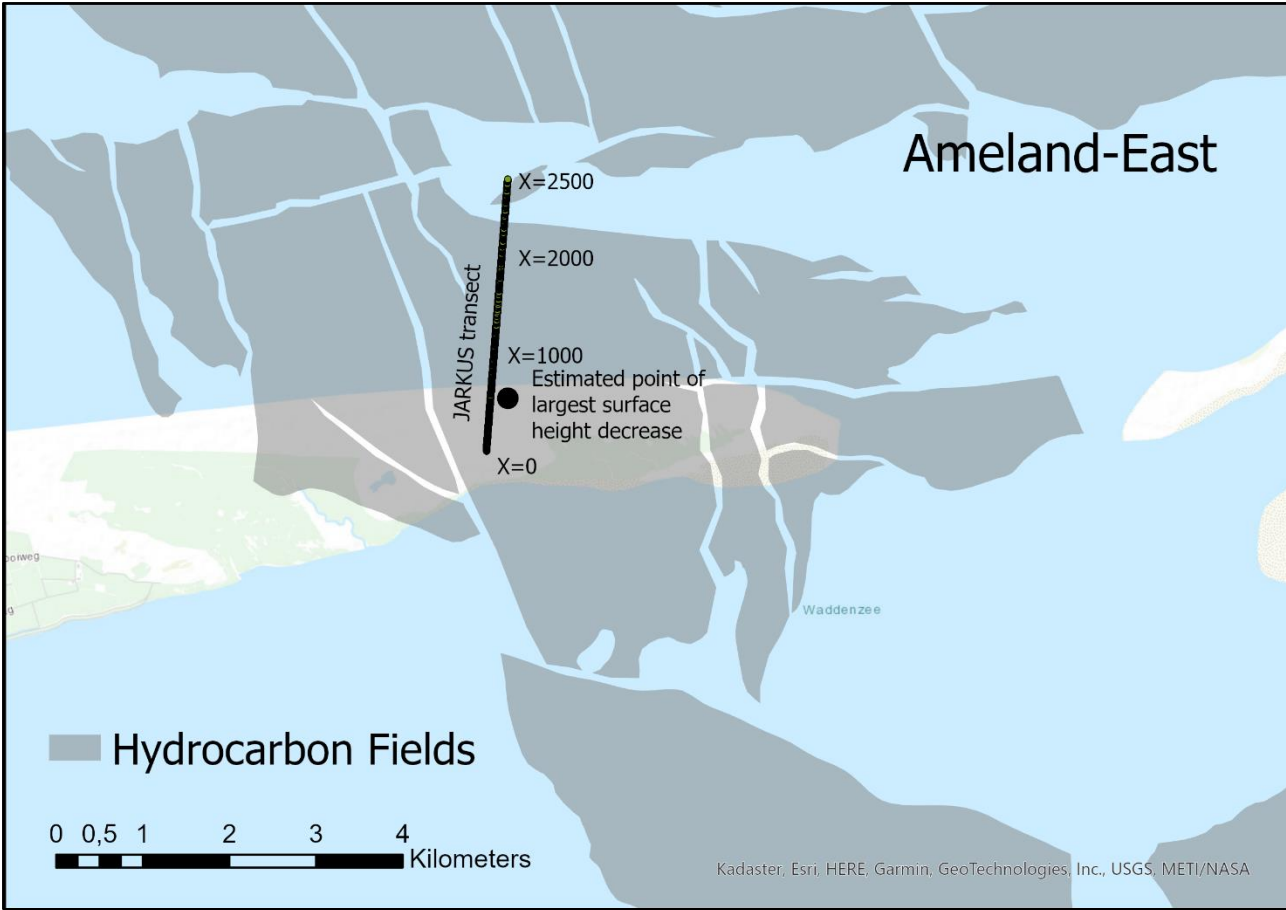 Ameland-East
X=2500
X=2000
JARKUS transect
X=1000
Estimated point of
largest surface
height decrease
X=0
orweg
g
Waddenzee
Hydrocarbon Fields
0 0,5 1 2 3 4
Kilometers
Kadaster, Esri, HERE, Garmin, GeoTechnologies, Inc., USGS, METI/NASA